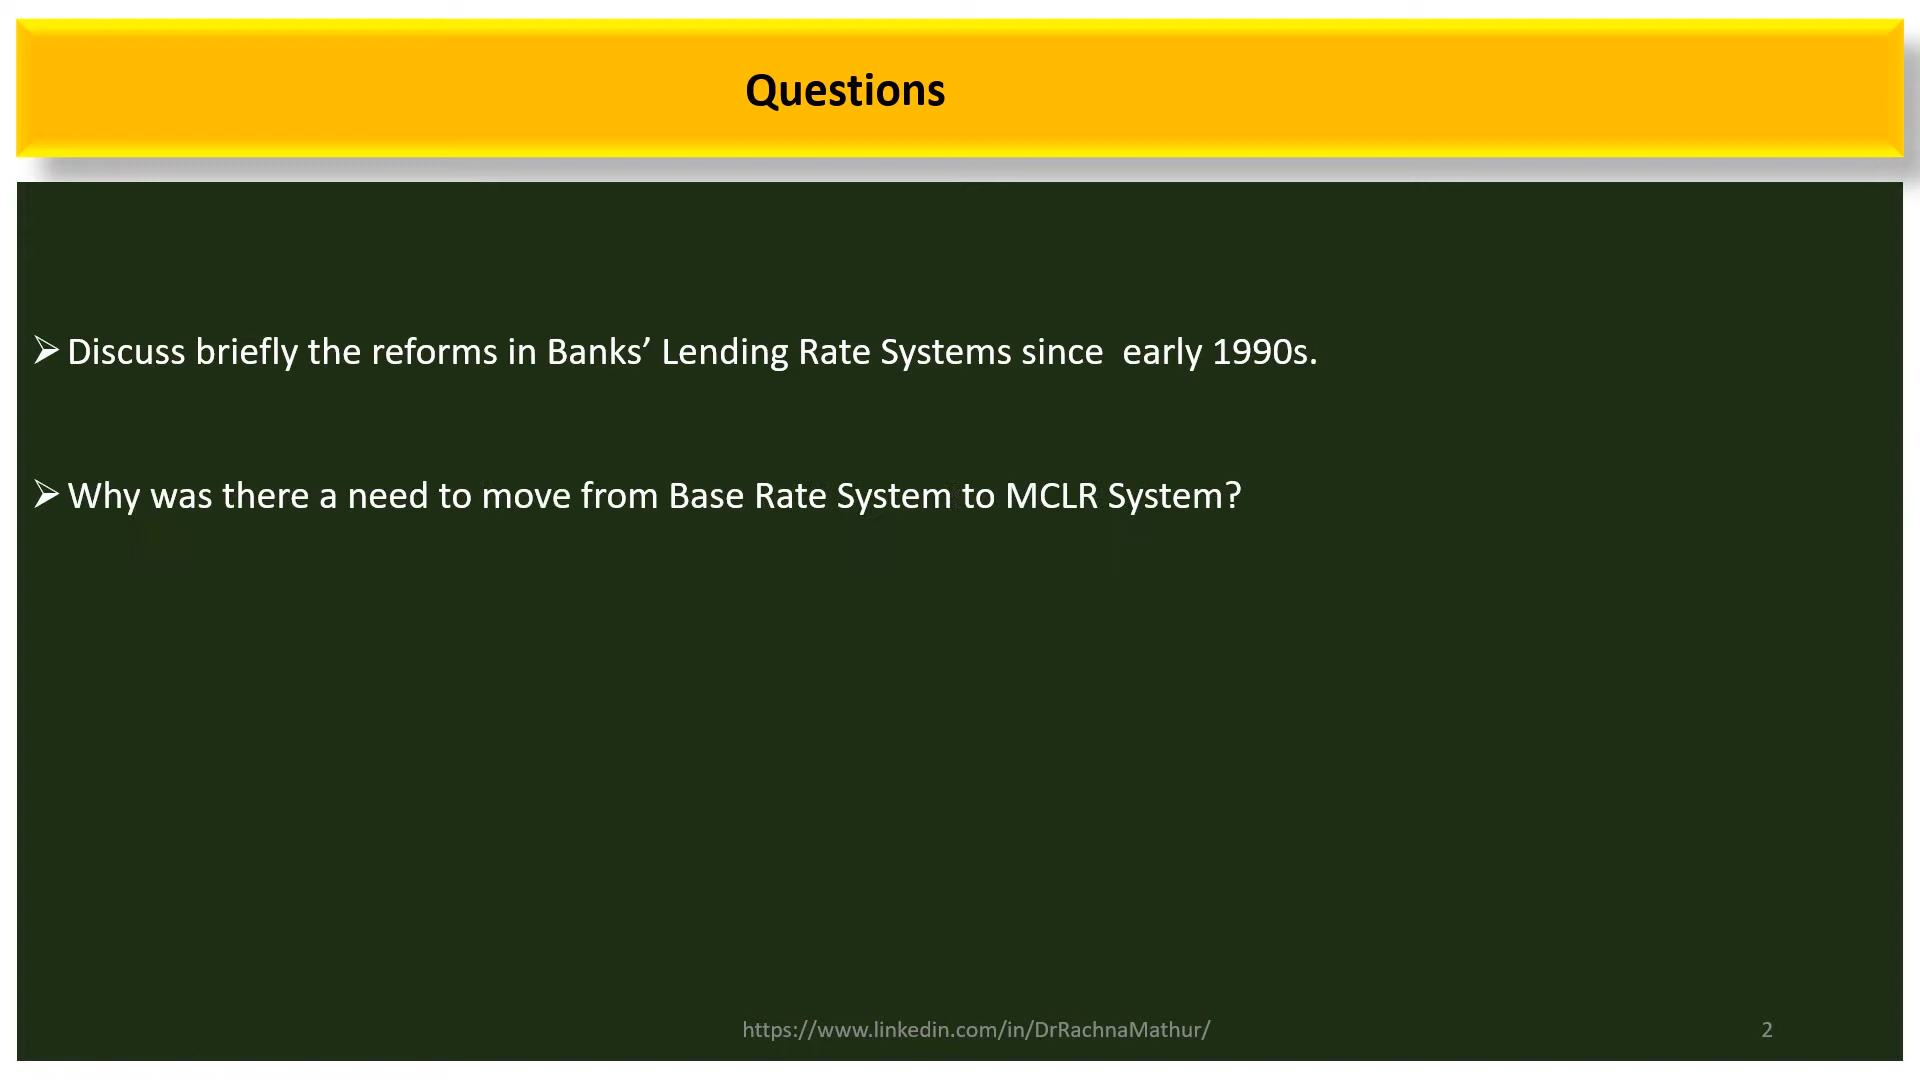 Questions
➢ Discuss briefly the reforms in Banks’ Lending Rate Systems since  early 1990s.
➢ Why was there a need to move from Base Rate System to MCLR System?
https://www.linkedin.com/in/DrRachnaMathur/
2